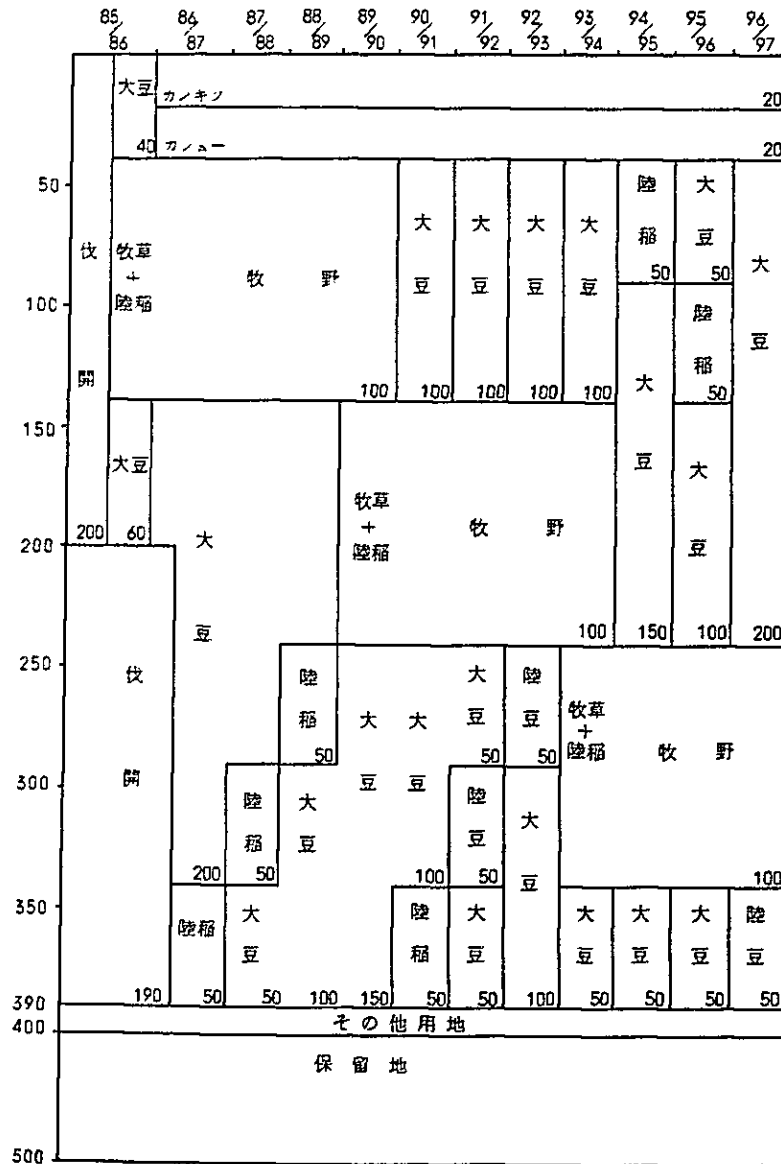 85/86 86/87 87/88 88/89 89/90 90/91 91/92 92/93 93/94 94/95 95/96 96/97
大豆 カノキリ 20
40 カノュー 20
50 大豆 大豆 大豆 大豆 陸稲 50 大豆 50
伐開 牧草+陸稲 牧野 大豆
100 陸稲 50
100 100 100 100 100 大豆
150 大豆 大豆
200 60 大豆 牧草+陸稲 牧野
200
100 150 100 200
250 伐開 陸稲 50 大豆 大豆 大豆 50 陸豆 50 牧草+陸稲 牧野
300 陸稲 50 大豆 陸豆 50 大豆
200 100 100
350 陸稲 大豆 陸稲 大豆 大豆 大豆 大豆 陸豆
390 190 50 50 100 150 50 50 100 50 50 50 50
400 その他用地
保留地
500